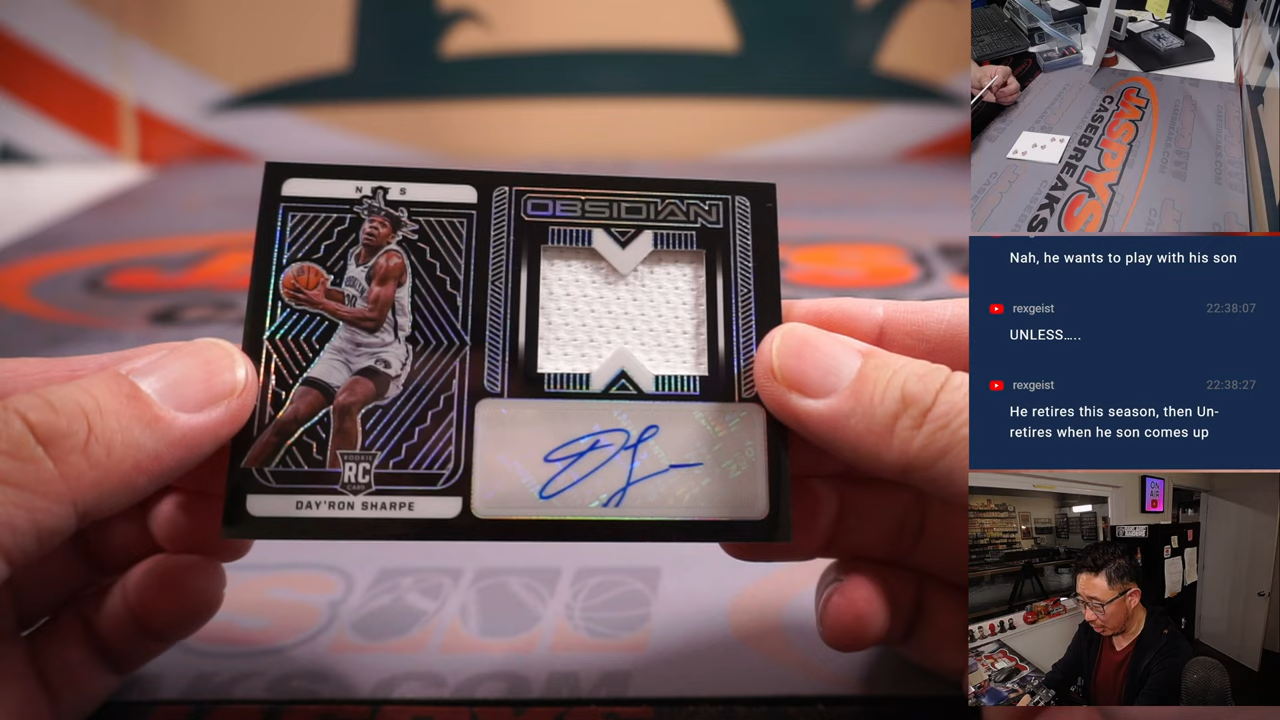 NETS
OBSIDIAN
ROOKIE
RC
CARD
DAY'RON SHARPE
JASPYS
CASEBREAKS
CASEBREAKS.COM
Nah, he wants to play with his son
rexgeist
22:38:07
UNLESS.....
rexgeist
22:38:27
He retires this season, then Un-
retires when he son comes up
ON
AIR